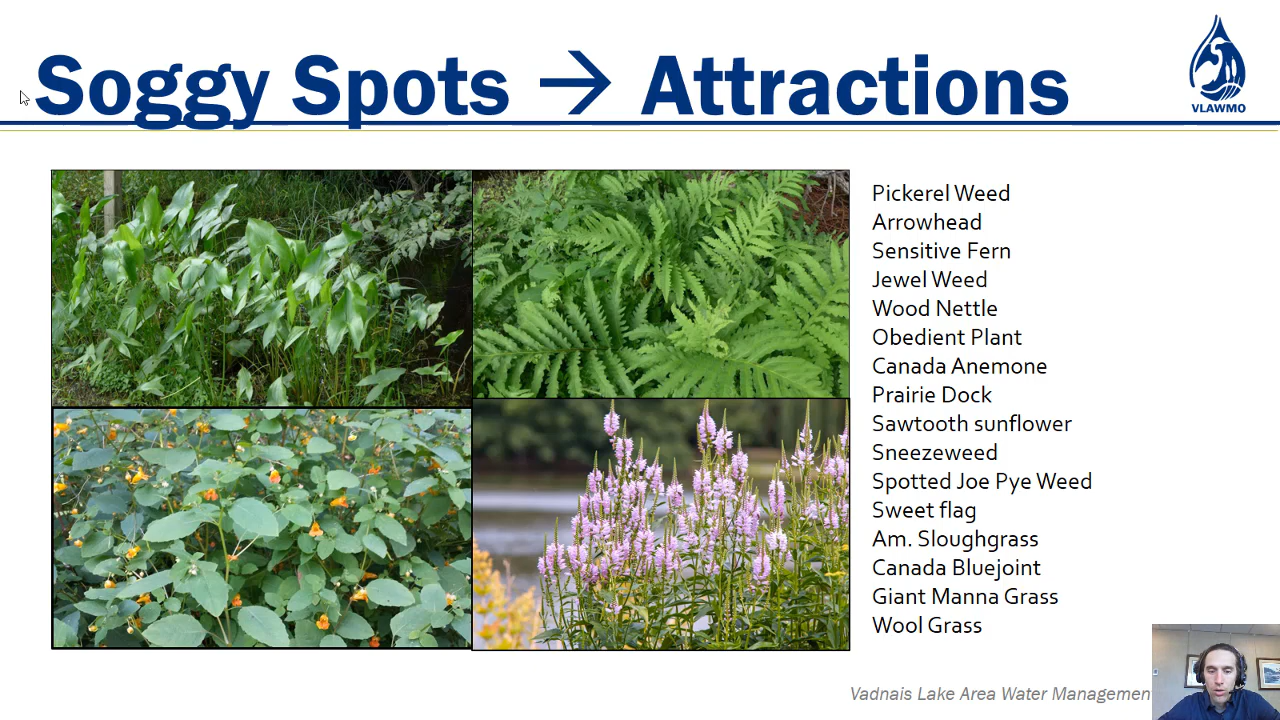 Soggy Spots → Attractions
VLAWMO
Pickerel Weed
Arrowhead
Sensitive Fern
Jewel Weed
Wood Nettle
Obedient Plant
Canada Anemone
Prairie Dock
Sawtooth sunflower
Sneezeweed
Spotted Joe Pye Weed
Sweet flag
Am. Sloughgrass
Canada Bluejoint
Giant Manna Grass
Wool Grass
Vadnais Lake Area Water Managemen